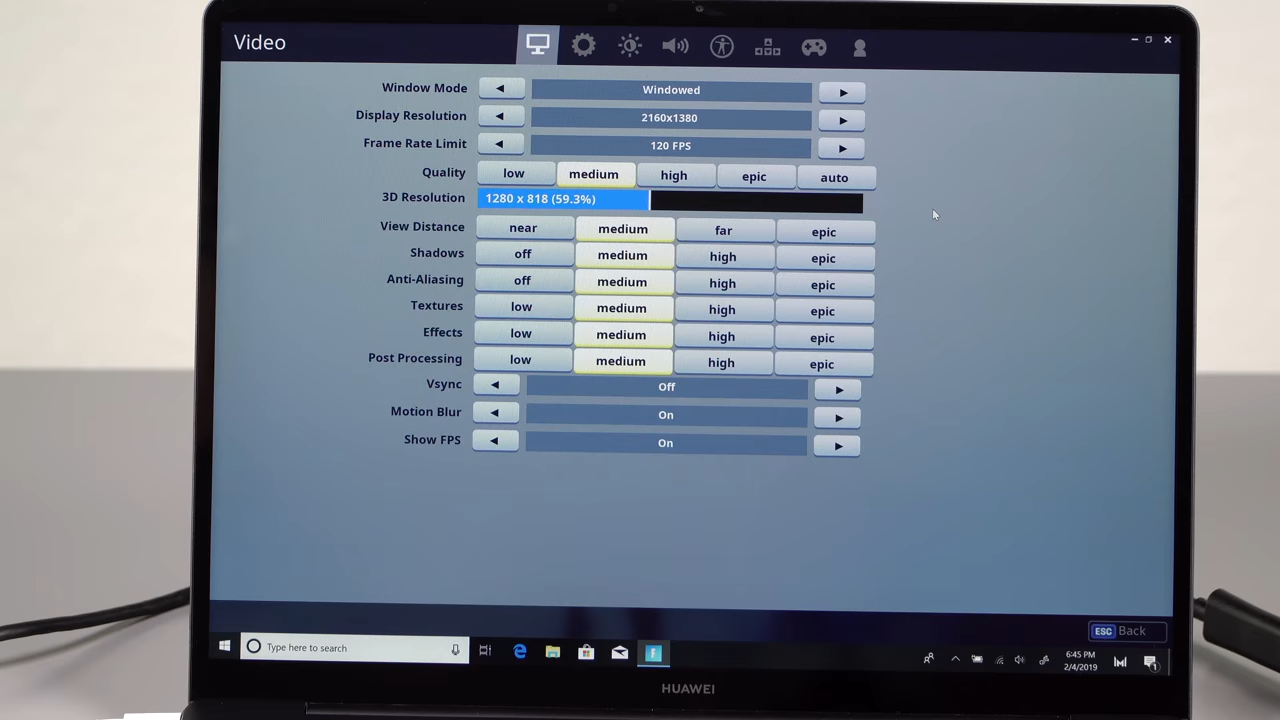 Video
Window Mode ◄ Windowed ►
Display Resolution ◄ 2160x1380 ►
Frame Rate Limit ◄ 120 FPS ►
Quality low medium high epic auto
3D Resolution 1280 x 818 (59.3%)
View Distance near medium far epic
Shadows off medium high epic
Anti-Aliasing off medium high epic
Textures low medium high epic
Effects low medium high epic
Post Processing low medium high epic
Vsync ◄ Off ►
Motion Blur ◄ On ►
Show FPS ◄ On ►
ESC Back
Type here to search
6:45 PM
2/4/2019
HUAWEI